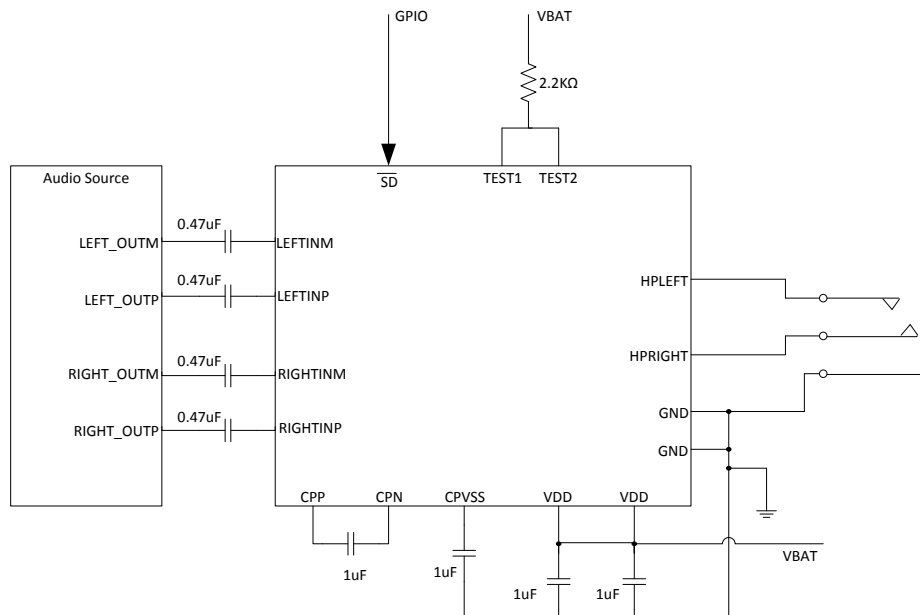 GPIO
VBAT
2.2KΩ
Audio Source
SD
TEST1
TEST2
0.47uF
LEFT_OUTM
LEFTINM
0.47uF
LEFT_OUTP
LEFTINP
HPLEFT
0.47uF
RIGHT_OUTM
RIGHTINM
HPRIGHT
0.47uF
RIGHT_OUTP
RIGHTINP
GND
GND
CPP
CPN
CPVSS
VDD
VDD
VBAT
1uF
1uF
1uF
1uF